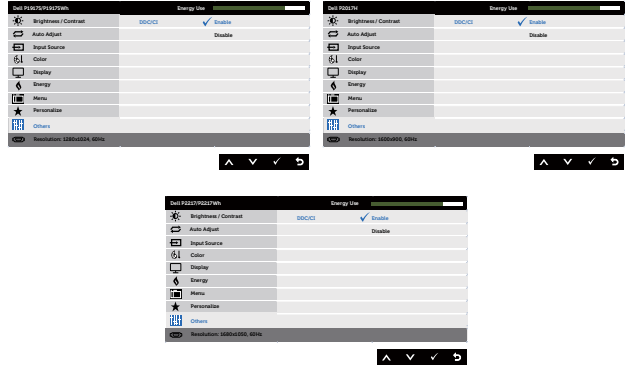 Dell P1917S/P1917SWh Energy Use
Brightness / Contrast DDC/CI Enable
Auto Adjust Disable
Input Source
Color
Display
Energy
Menu
Personalize
Others
Resolution: 1280x1024, 60Hz
Dell P2017H Energy Use
Brightness / Contrast DDC/CI Enable
Auto Adjust Disable
Input Source
Color
Display
Energy
Menu
Personalize
Others
Resolution: 1600x900, 60Hz
Dell P2217/P2217Wh Energy Use
Brightness / Contrast DDC/CI Enable
Auto Adjust Disable
Input Source
Color
Display
Energy
Menu
Personalize
Others
Resolution: 1680x1050, 60Hz